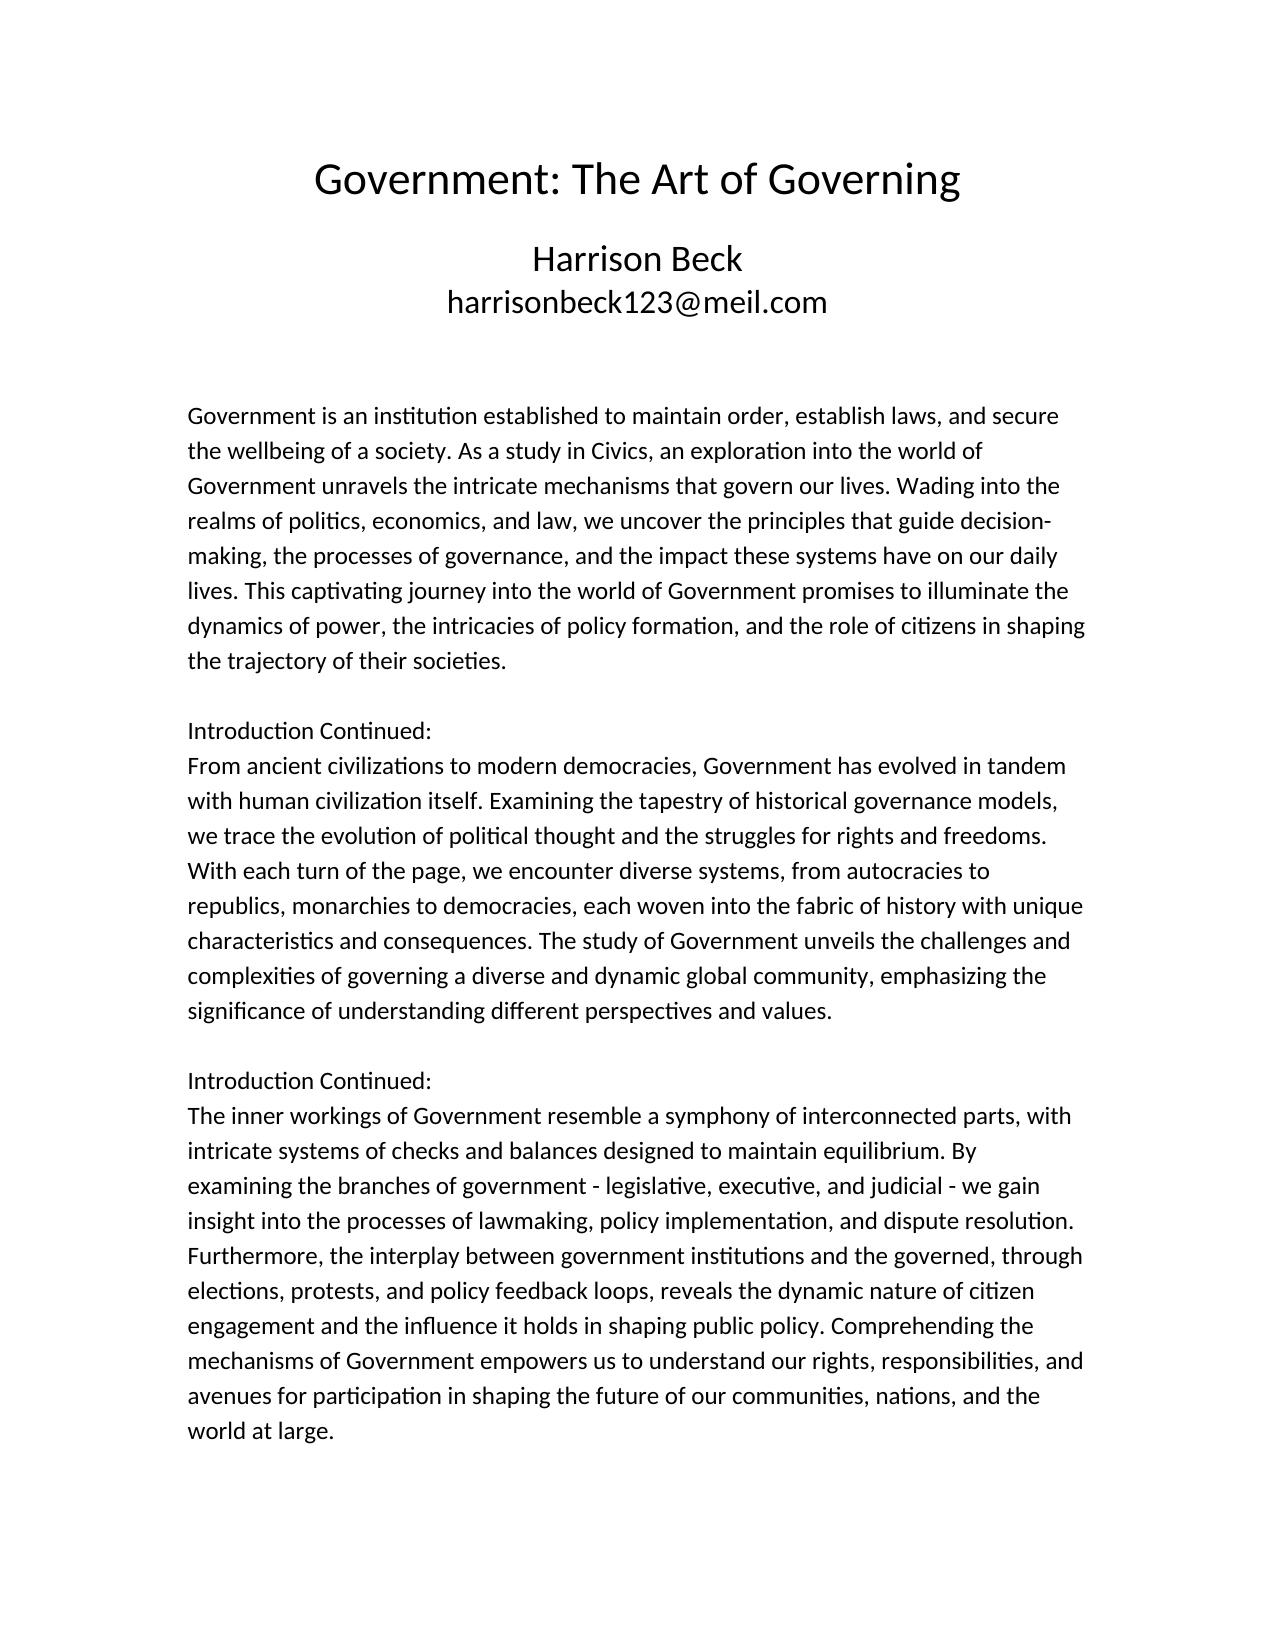 Government: The Art of Governing
Harrison Beck
harrisonbeck123@meil.com
Government is an institution established to maintain order, establish laws, and secure
the wellbeing of a society. As a study in Civics, an exploration into the world of
Government unravels the intricate mechanisms that govern our lives. Wading into the
realms of politics, economics, and law, we uncover the principles that guide decision-
making, the processes of governance, and the impact these systems have on our daily
lives. This captivating journey into the world of Government promises to illuminate the
dynamics of power, the intricacies of policy formation, and the role of citizens in shaping
the trajectory of their societies.
Introduction Continued:
From ancient civilizations to modern democracies, Government has evolved in tandem
with human civilization itself. Examining the tapestry of historical governance models,
we trace the evolution of political thought and the struggles for rights and freedoms.
With each turn of the page, we encounter diverse systems, from autocracies to
republics, monarchies to democracies, each woven into the fabric of history with unique
characteristics and consequences. The study of Government unveils the challenges and
complexities of governing a diverse and dynamic global community, emphasizing the
significance of understanding different perspectives and values.
Introduction Continued:
The inner workings of Government resemble a symphony of interconnected parts, with
intricate systems of checks and balances designed to maintain equilibrium. By
examining the branches of government - legislative, executive, and judicial - we gain
insight into the processes of lawmaking, policy implementation, and dispute resolution.
Furthermore, the interplay between government institutions and the governed, through
elections, protests, and policy feedback loops, reveals the dynamic nature of citizen
engagement and the influence it holds in shaping public policy. Comprehending the
mechanisms of Government empowers us to understand our rights, responsibilities, and
avenues for participation in shaping the future of our communities, nations, and the
world at large.